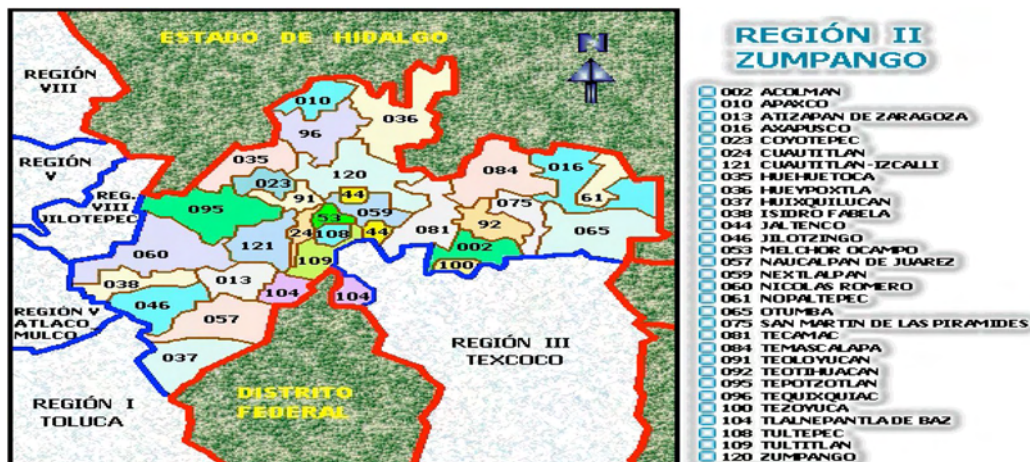 ESTADO DE HIDALGO
REGIÓN
VIII
N
010
036
96
REGIÓN
V
035
120
084
016
023
44
61
REG.
VIII
JILOTEPEC
91
075
095
53
059
92
065
24
108
44
081
121
002
060
109
100
013
038
104
104
046
REGIÓN V
ATLACO
MULCO
057
REGIÓN III
TEXCOCO
037
DISTRITO
FEDERAL
REGIÓN I
TOLUCA
REGIÓN II
ZUMPANGO
002 ACOLMAN
010 APAXCO
013 ATIZAPAN DE ZARAGOZA
016 AXAPUSCO
023 COYOTEPEC
024 CUAUTITLAN
121 CUAUTITLAN-IZCALLI
035 HUEHUETOCA
036 HUEYPOXTLA
037 HUIXQUILUCAN
038 ISIDRO FABELA
044 JALTENCO
046 JILOTZINGO
053 MELCHOR OCAMPO
057 NAUCALPAN DE JUAREZ
059 NEXTLALPAN
060 NICOLAS ROMERO
061 NOPALTEPEC
065 OTUMBA
075 SAN MARTIN DE LAS PIRAMIDES
081 TECAMAC
084 TEMASCALAPA
091 TEOLOYUCAN
092 TEOTIHUACAN
095 TEPOTZOTLAN
096 TEQUIXQUIAC
100 TEZOYUCA
104 TLALNEPANTLA DE BAZ
108 TULTEPEC
109 TULTITLAN
120 ZUMPANGO